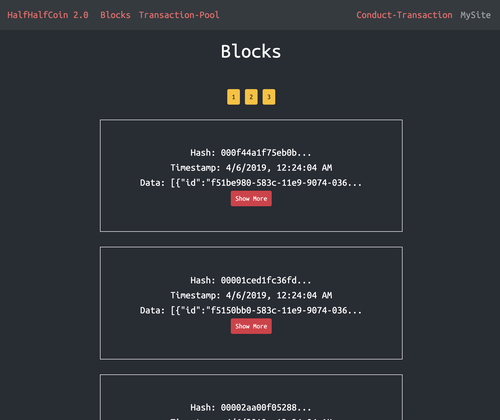 HalfHalfCoin 2.0 Blocks Transaction-Pool Conduct-Transaction MySite
Blocks
1 2 3
Hash: 000f44a1f75eb0b...
Timestamp: 4/6/2019, 12:24:04 AM
Data: [{"id":"f51be980-583c-11e9-9074-036...
Show More
Hash: 00001ced1fc36fd...
Timestamp: 4/6/2019, 12:24:04 AM
Data: [{"id":"f5150bb0-583c-11e9-9074-036...
Show More
Hash: 00002aa00f05288...